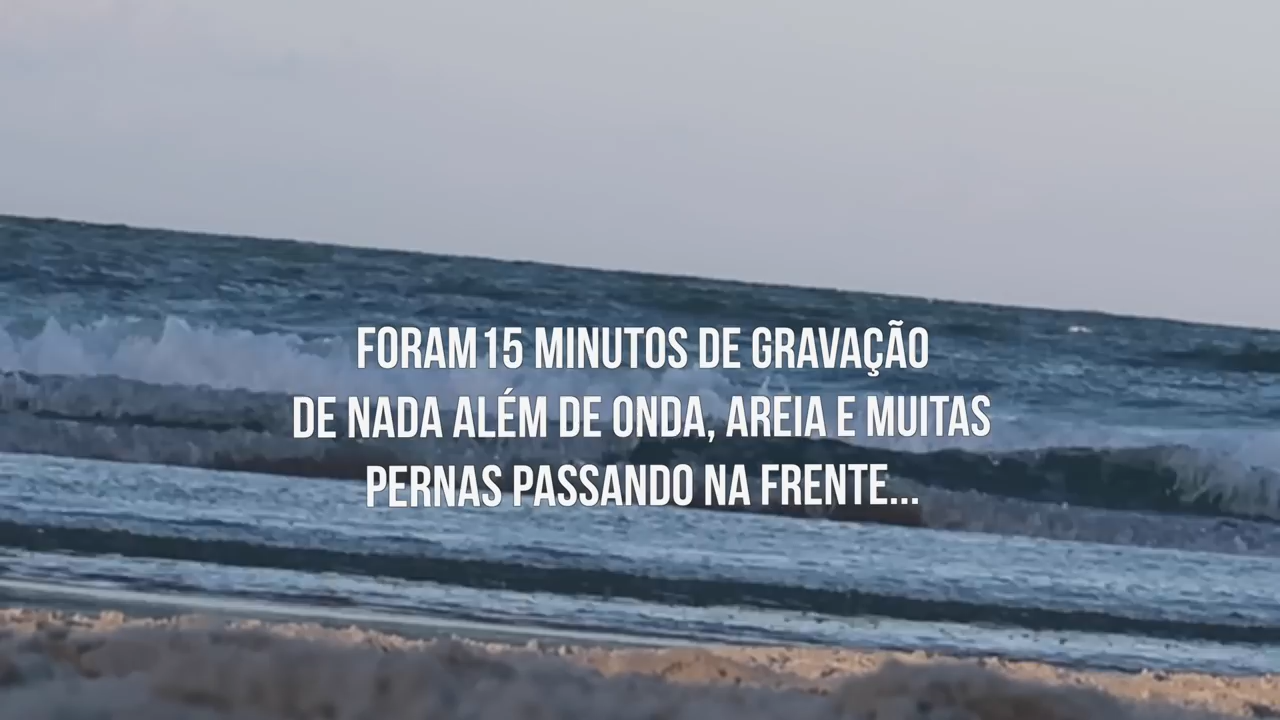 FORAM 15 MINUTOS DE GRAVAÇÃO
DE NADA ALÉM DE ONDA, AREIA E MUITAS
PERNAS PASSANDO NA FRENTE...